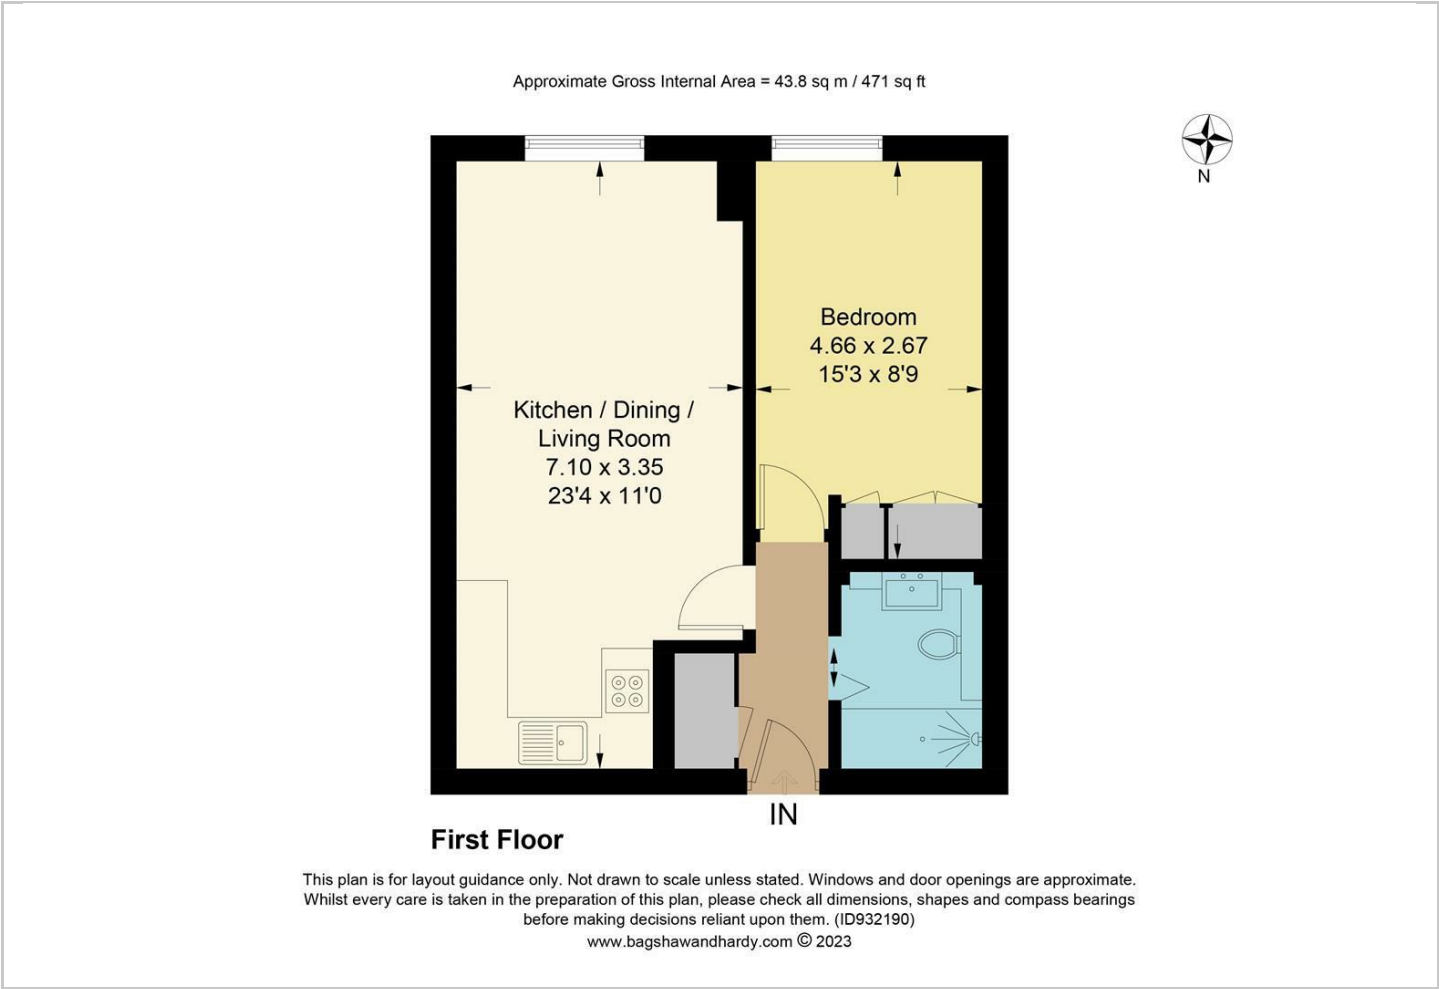 Approximate Gross Internal Area = 43.8 sq m / 471 sq ft
N
Bedroom
4.66 x 2.67
15'3 x 8'9
Kitchen / Dining /
Living Room
7.10 x 3.35
23'4 x 11'0
IN
First Floor
This plan is for layout guidance only. Not drawn to scale unless stated. Windows and door openings are approximate.
Whilst every care is taken in the preparation of this plan, please check all dimensions, shapes and compass bearings
before making decisions reliant upon them. (ID932190)
www.bagshawandhardy.com © 2023